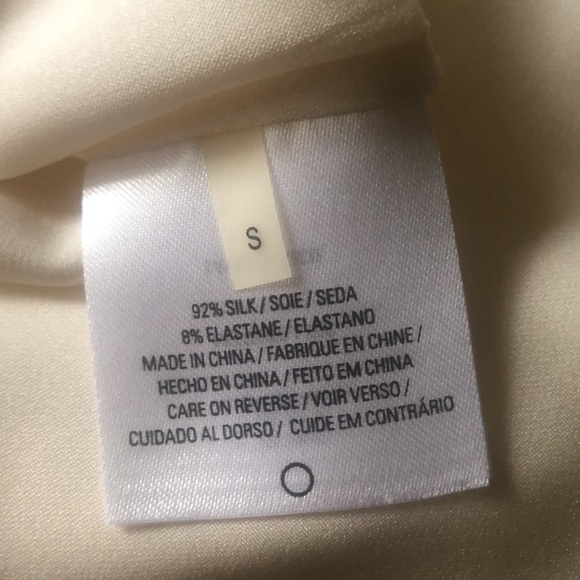 S
92% SILK / SOIE / SEDA
8% ELASTANE / ELASTANO
MADE IN CHINA / FABRIQUE EN CHINE /
HECHO EN CHINA / FEITO EM CHINA
CARE ON REVERSE / VOIR VERSO /
CUIDADO AL DORSO / CUIDE EM CONTRÁRIO